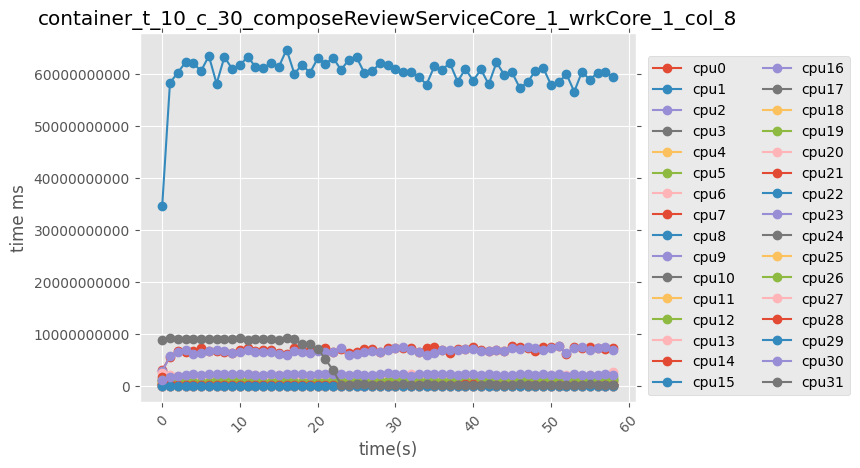 container_t_10_c_30_composeReviewServiceCore_1_wrkCore_1_col_8
60000000000
50000000000
40000000000
30000000000
20000000000
10000000000
0
time ms
0 10 20 30 40 50 60
time(s)
cpu0 cpu16
cpu1 cpu17
cpu2 cpu18
cpu3 cpu19
cpu4 cpu20
cpu5 cpu21
cpu6 cpu22
cpu7 cpu23
cpu8 cpu24
cpu9 cpu25
cpu10 cpu26
cpu11 cpu27
cpu12 cpu28
cpu13 cpu29
cpu14 cpu30
cpu15 cpu31